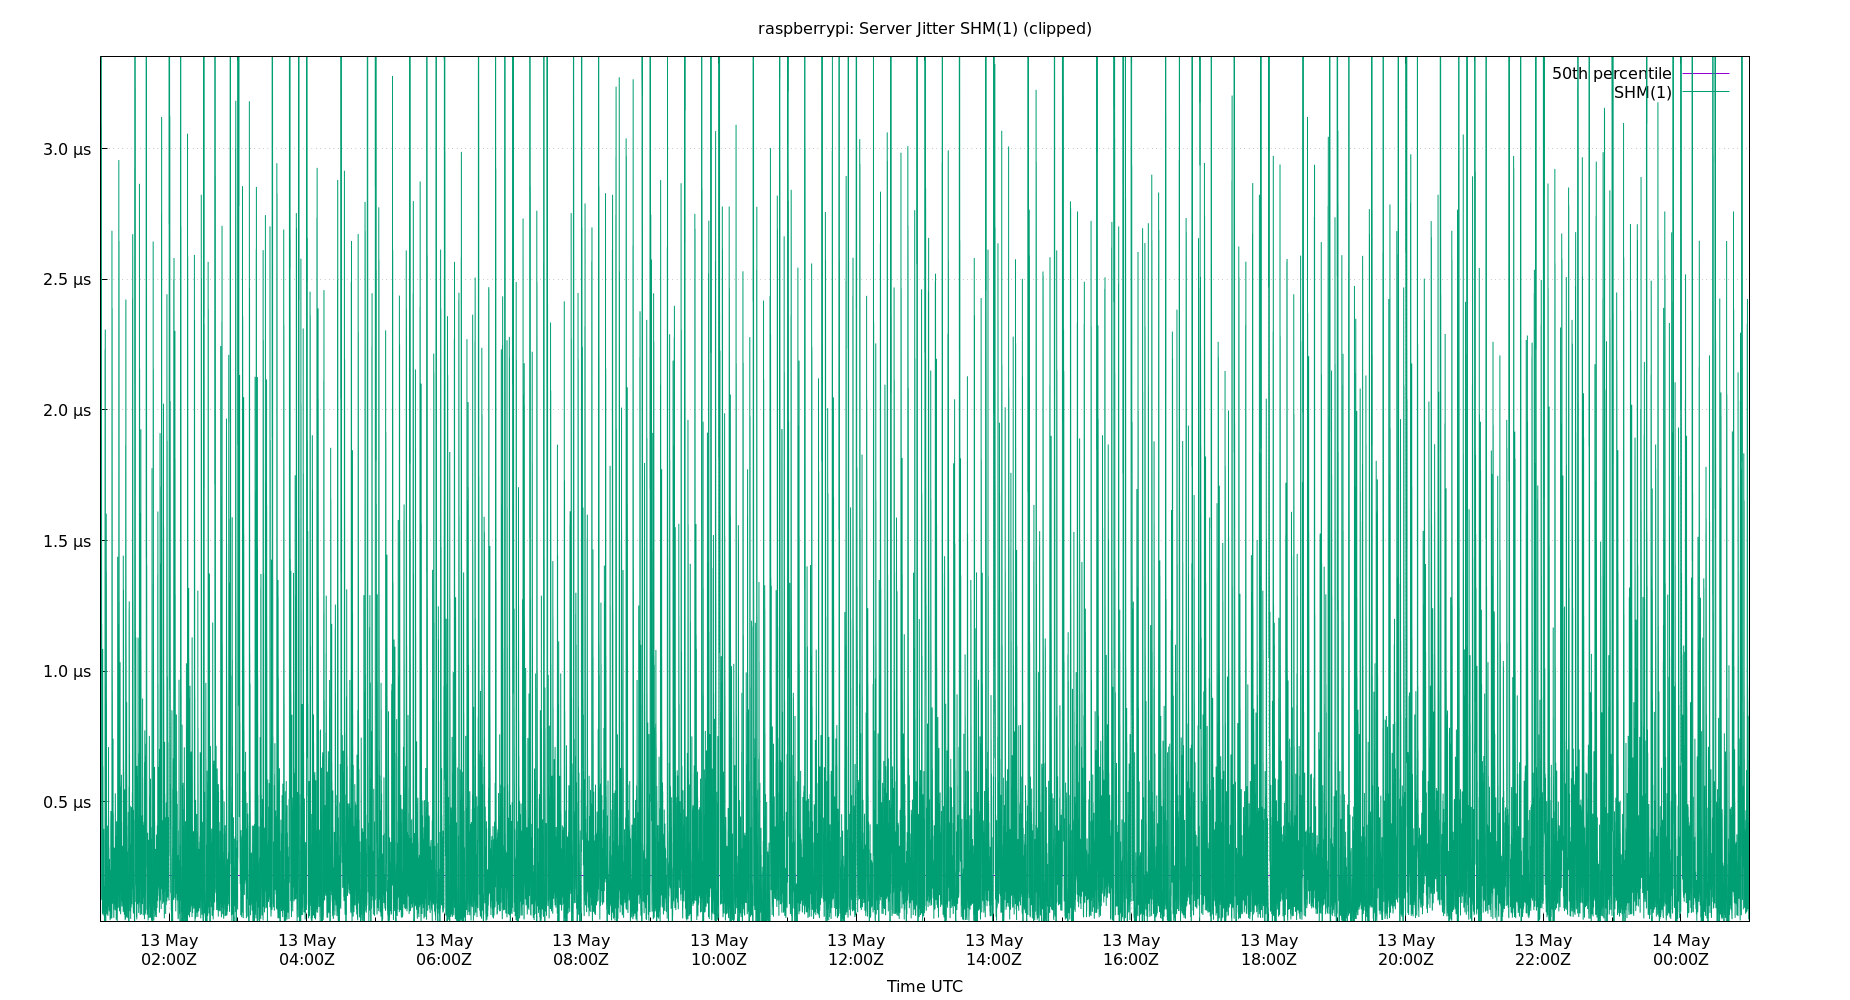 raspberrypi: Server Jitter SHM(1) (clipped)
50th percentile
SHM(1)
3.0 µs
2.5 µs
2.0 µs
1.5 µs
1.0 µs
0.5 µs
13 May 13 May 13 May 13 May 13 May 13 May 13 May 13 May 13 May 13 May 13 May 14 May
02:00Z 04:00Z 06:00Z 08:00Z 10:00Z 12:00Z 14:00Z 16:00Z 18:00Z 20:00Z 22:00Z 00:00Z
Time UTC